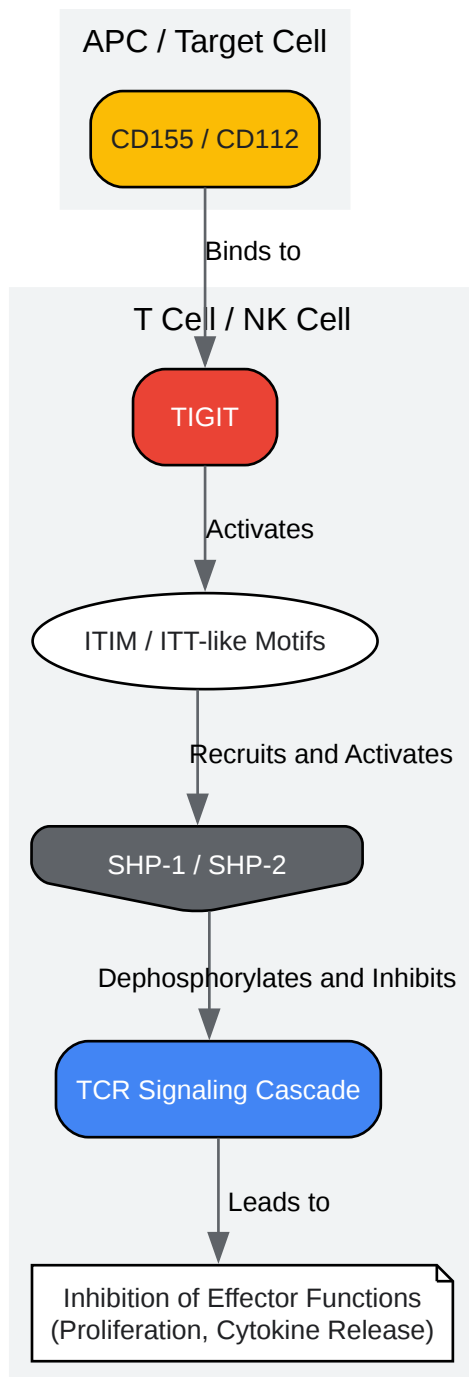 APC / Target Cell
CD155 / CD112
Binds to
T Cell / NK Cell
TIGIT
Activates
ITIM / ITT-like Motifs
Recruits and Activates
SHP-1 / SHP-2
Dephosphorylates and Inhibits
TCR Signaling Cascade
Leads to
Inhibition of Effector Functions
(Proliferation, Cytokine Release)